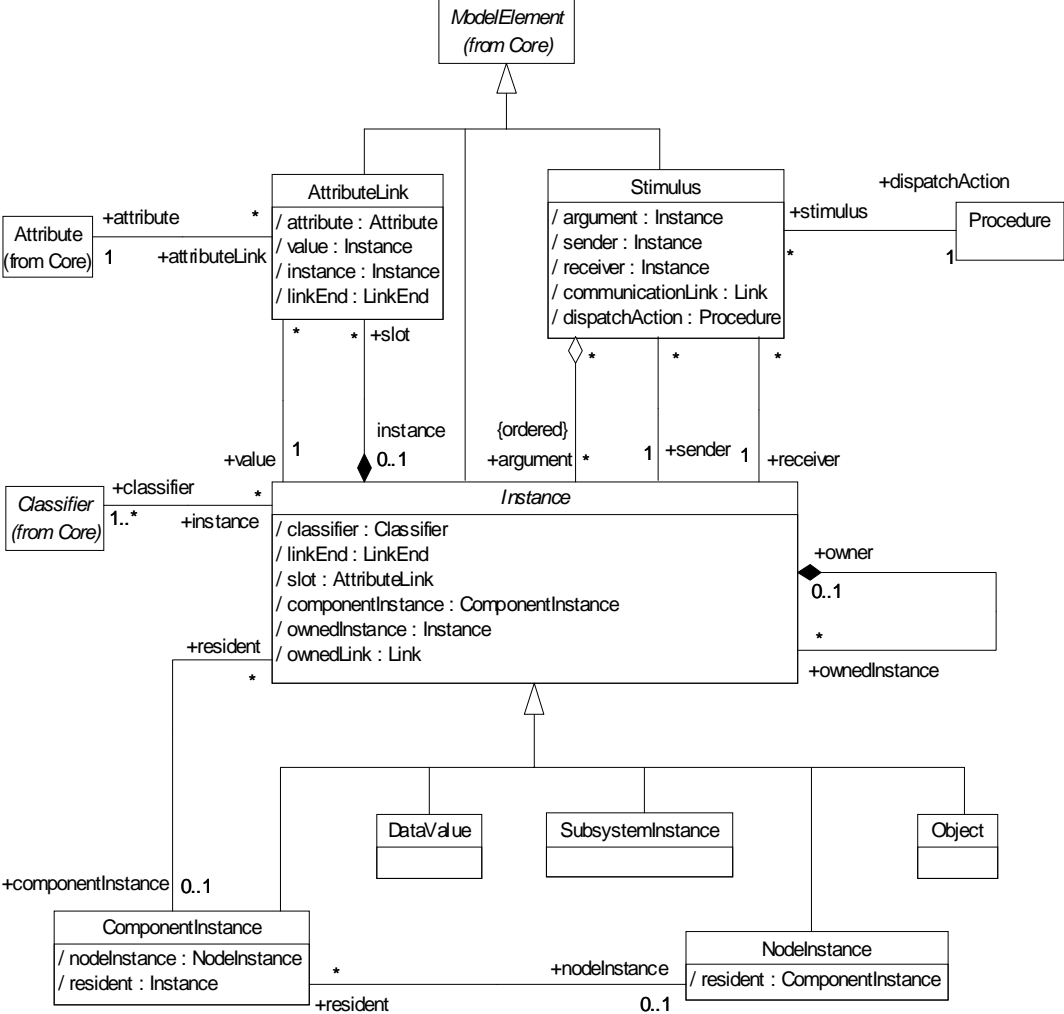 ModelElement
(from Core)
AttributeLink
/ attribute : Attribute
/ value : Instance
/ instance : Instance
/ linkEnd : LinkEnd
Stimulus
/ argument : Instance
/ sender : Instance
/ receiver : Instance
/ communicationLink : Link
/ dispatchAction : Procedure
+dispatchAction
+stimulus
*
1
Procedure
Attribute
(from Core)
+attribute
*
1
+attributeLink
*
*
+slot
*
*
*
+value
1
instance
0..1
{ordered}
+argument
*
1
+sender
1
+receiver
Classifier
(from Core)
+classifier
*
1..*
+instance
Instance
/ classifier : Classifier
/ linkEnd : LinkEnd
/ slot : AttributeLink
/ componentInstance : ComponentInstance
/ ownedInstance : Instance
/ ownedLink : Link
+owner
0..1
*
+ownedInstance
+resident
*
DataValue
SubsystemInstance
Object
+componentInstance
0..1
ComponentInstance
/ nodeInstance : NodeInstance
/ resident : Instance
*
+resident
+nodeInstance
0..1
NodeInstance
/ resident : ComponentInstance